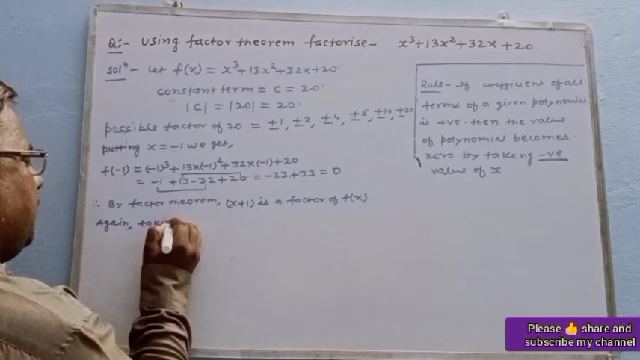 Q:- Using factor theorem factorise- x³+13x²+32x+20
Solⁿ- let f(x) = x³+13x²+32x+20
constant term = c = 20
|c| = |20| = 20
possible factor of 20 = ±1, ±2, ±4, ±5, ±10, ±20
putting x = -1 we get,
f(-1) = (-1)³+13x(-1)²+32x(-1)+20
= -1+13-32+20 = -33+33 = 0
∴ By factor theorem, (x+1) is a factor of f(x)
Again, taki
Rule- If coefficient of all
terms of a given polynomial
is +ve. then the value
of polynomial becomes
zero by taking -ve
value of x.
Please 👍 share and
subscribe my channel